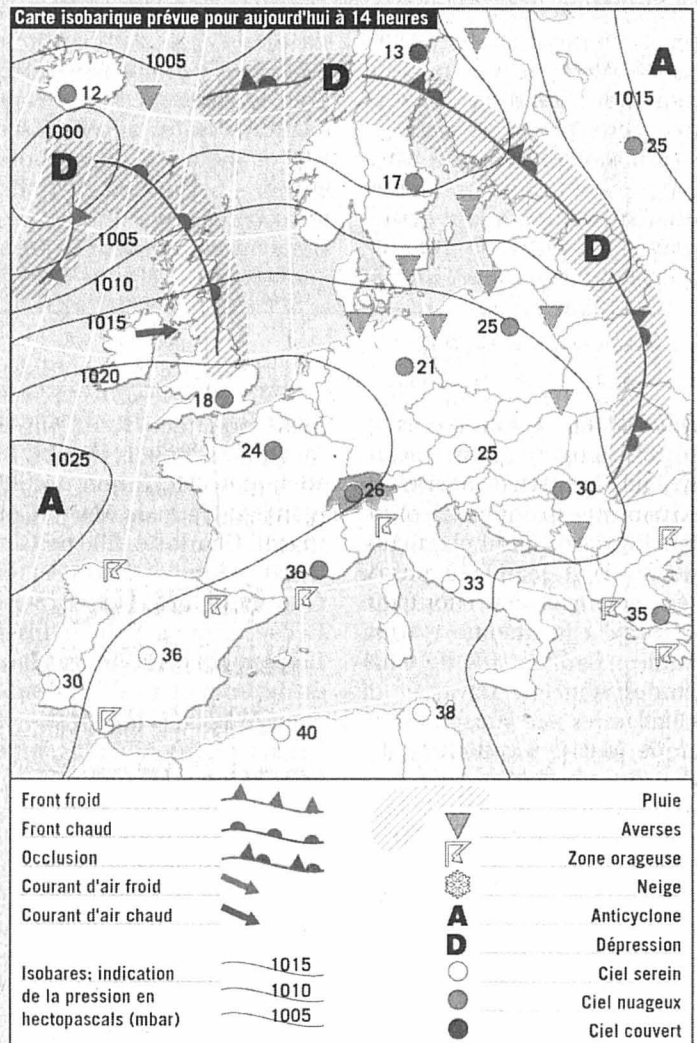 Carte isobarique prévue pour aujourd'hui à 14 heures
1005
13
D
A
12
1015
1000
25
D
17
1005
D
1010
1015
25
1020
21
18
24
25
1025
26
30
A
30
33
35
36
30
38
40
Front froid
Front chaud
Occlusion
Courant d'air froid
Courant d'air chaud
Isobares; indication
de la pression en
hectopascals (mbar)
1015
1010
1005
Pluie
Averses
Zone orageuse
Neige
A Anticyclone
D Dépression
Ciel serein
Ciel nuageux
Ciel couvert